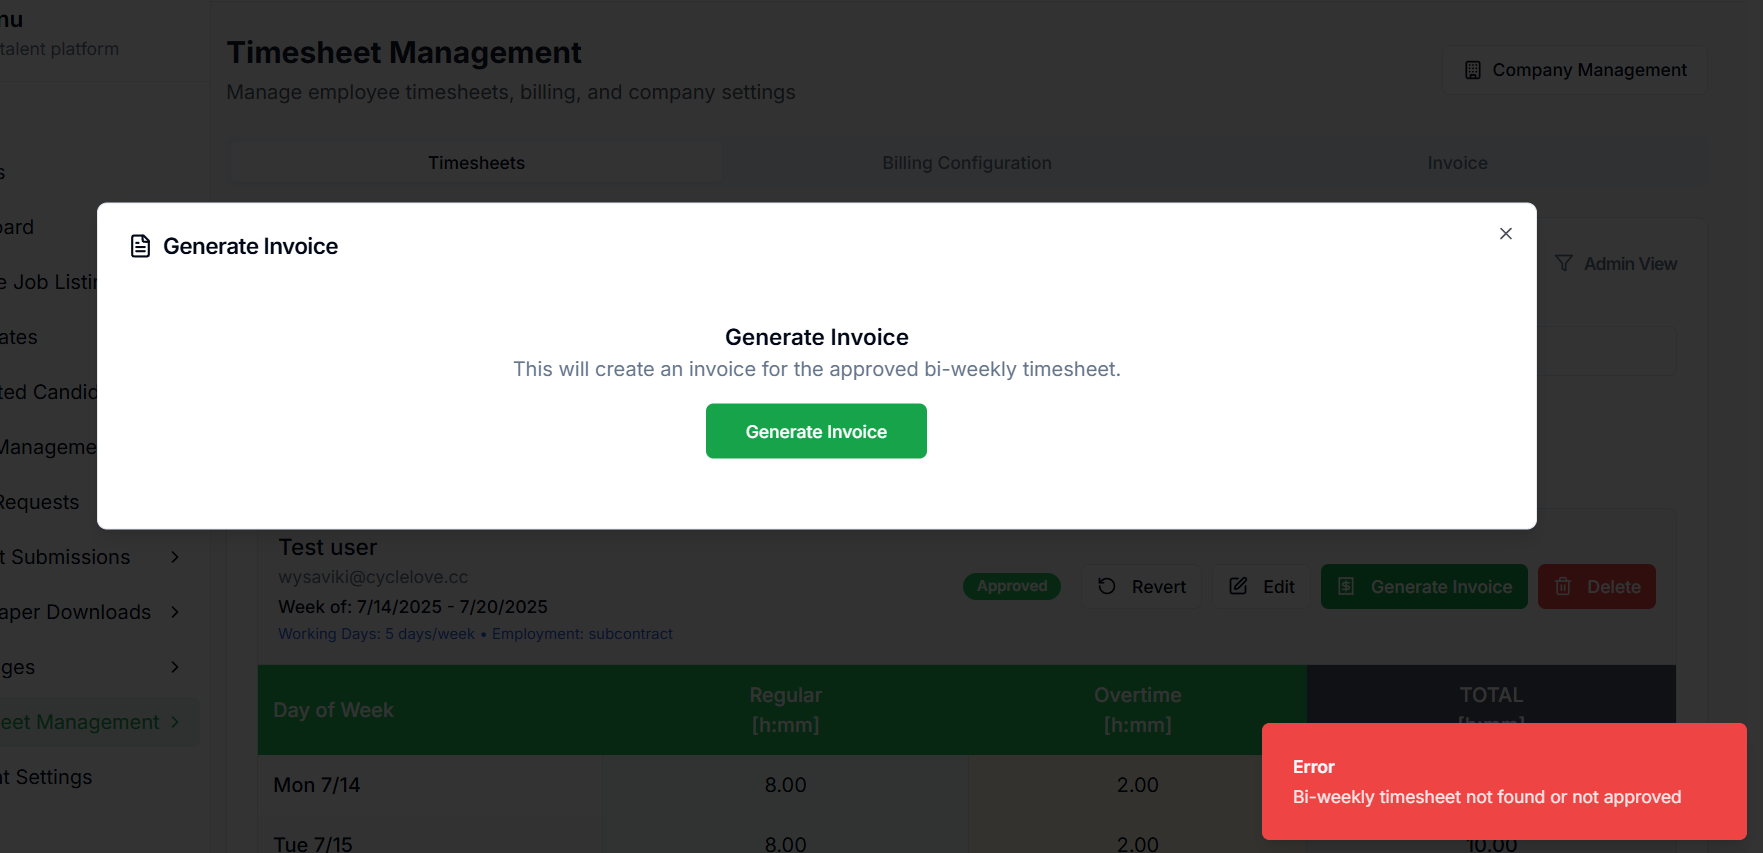 nu
talent platform
Timesheet Management
Manage employee timesheets, billing, and company settings
Company Management
Timesheets
Billing Configuration
Invoice
s
oard
e Job Listin
ates
ted Candid
Manageme
Requests
t Submissions
aper Downloads
ges
eet Management
nt Settings
Generate Invoice
Admin View
Generate Invoice
This will create an invoice for the approved bi-weekly timesheet.
Generate Invoice
Test user
wysaviki@cyclelove.cc
Week of: 7/14/2025 - 7/20/2025
Working Days: 5 days/week • Employment: subcontract
Approved
Revert
Edit
Generate Invoice
Delete
Day of Week
Regular
[h:mm]
Overtime
[h:mm]
TOTAL
[h:mm]
Mon 7/14
8.00
2.00
Tue 7/15
8.00
2.00
10.00
Error
Bi-weekly timesheet not found or not approved